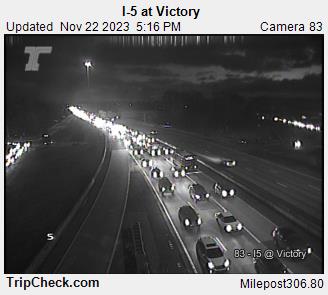 I-5 at Victory
Updated Nov 22 2023 5:16 PM Camera 83
T
S
83 - I5 @ Victory
TripCheck.com Milepost306.80